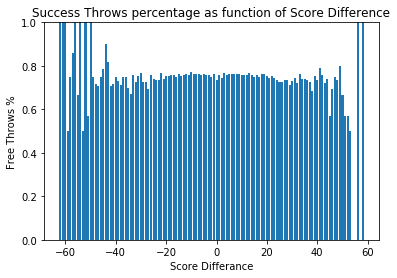 Success Throws percentage as function of Score Difference
1.0
0.8
0.6
0.4
0.2
0.0
Free Throws %
−60 −40 −20 0 20 40 60
Score Differance